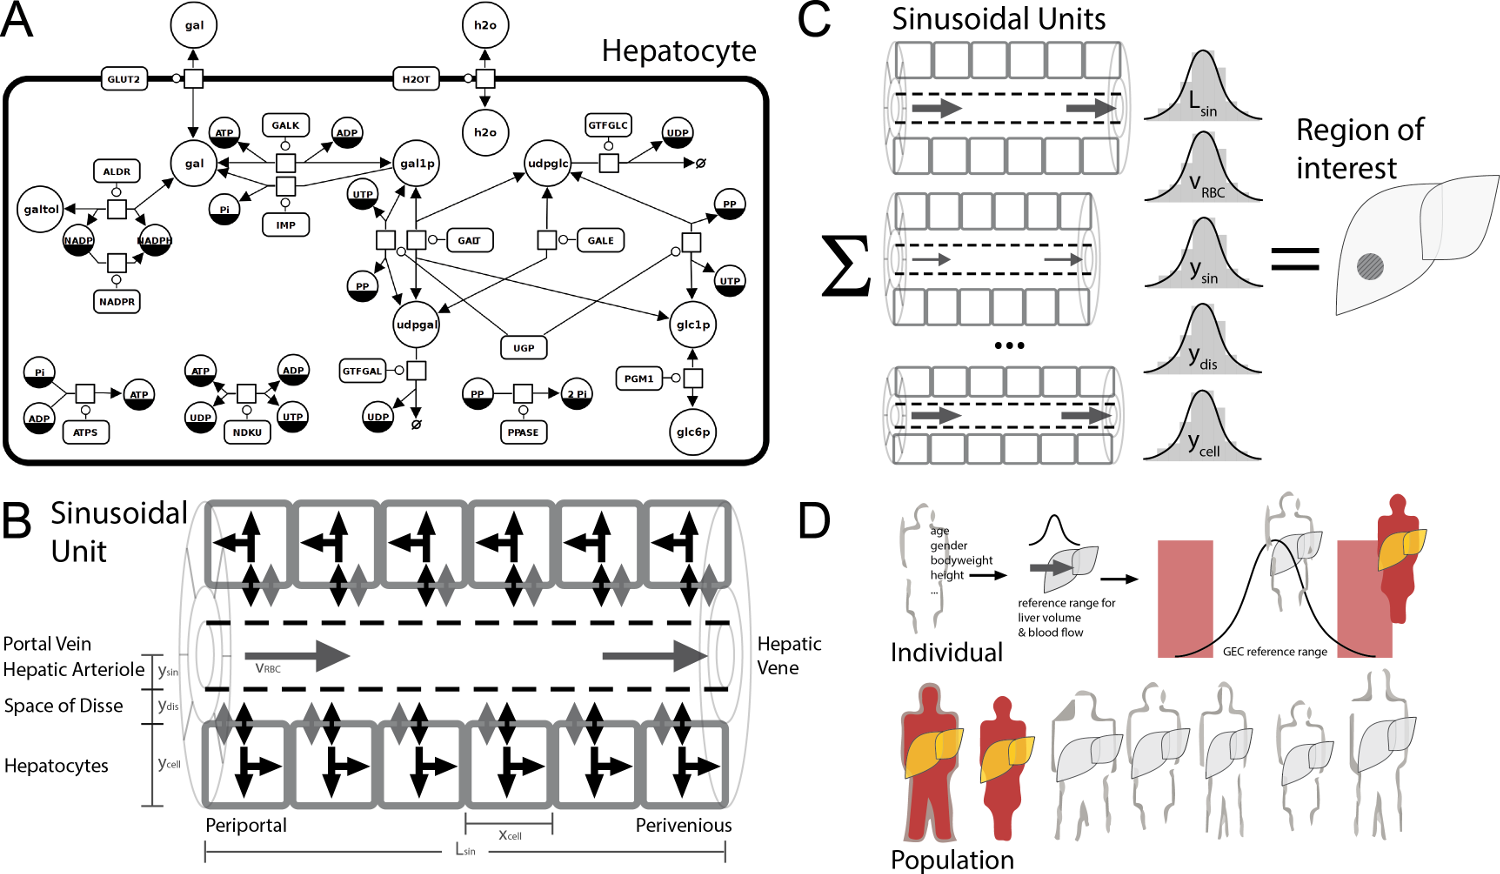 A
gal
h2o
Hepatocyte
GLUT2
H2OT
h2o
ATP
GALK
ADP
GTFGLC
UDP
gal
gal1p
udpglc
ø
ALDR
UTP
PP
galtol
Pi
IMP
NADP
NADPH
GALT
GALE
NADPR
PP
UTP
udpgal
glc1p
UGP
Pi
ATP
ADP
GTFGAL
PGM1
ATP
PP
2 Pi
ADP
UDP
UTP
UDP
ø
ATPS
NDKU
PPASE
glc6p
B
Sinusoidal
Unit
Portal Vein
Hepatic Arteriole
ysin
vRBC
Hepatic
Vene
Space of Disse
ydis
Hepatocytes
ycell
Periportal
xcell
Perivenious
Lsin
C
Sinusoidal Units
Lsin
vRBC
Region of
interest
Σ
=
ysin
...
ydis
ycell
D
age
gender
bodyweight
height
...
reference range for
liver volume
& blood flow
Individual
GEC reference range
Population